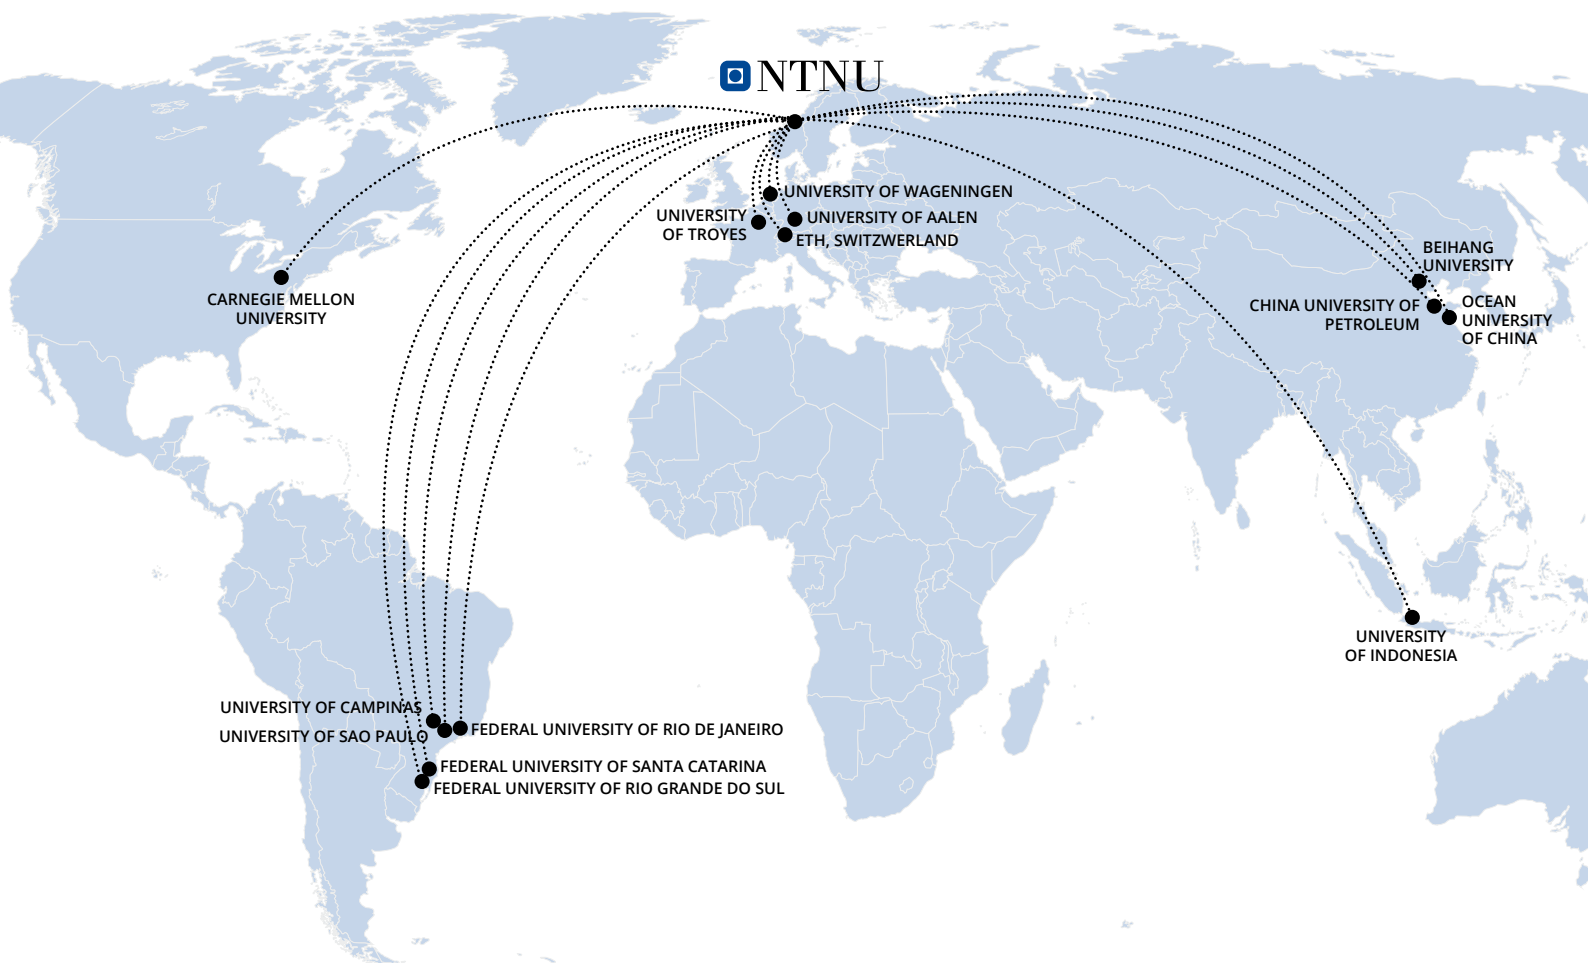 NTNU
UNIVERSITY OF WAGENINGEN
UNIVERSITY
OF TROYES
UNIVERSITY OF AALEN
ETH, SWITZWERLAND
BEIHANG
UNIVERSITY
CARNEGIE MELLON
UNIVERSITY
CHINA UNIVERSITY OF
PETROLEUM
OCEAN
UNIVERSITY
OF CHINA
UNIVERSITY
OF INDONESIA
UNIVERSITY OF CAMPINAS
UNIVERSITY OF SAO PAULO
FEDERAL UNIVERSITY OF RIO DE JANEIRO
FEDERAL UNIVERSITY OF SANTA CATARINA
FEDERAL UNIVERSITY OF RIO GRANDE DO SUL